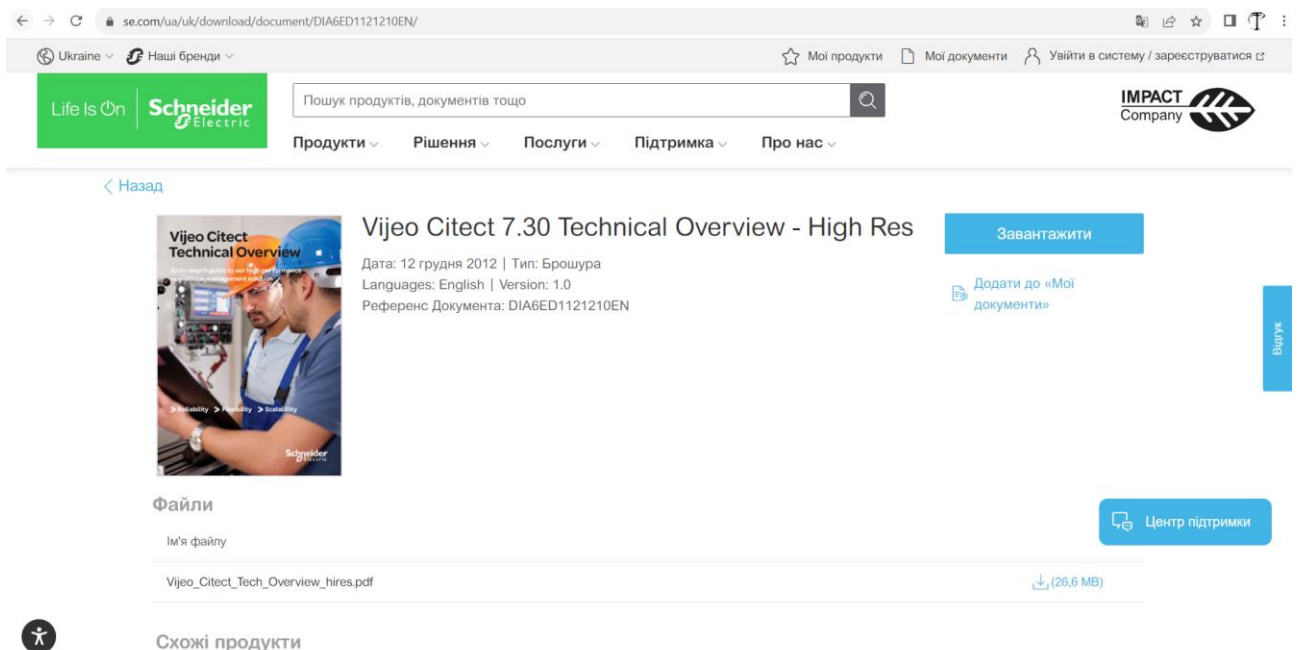 se.com/ua/uk/download/document/DIA6ED1121210EN/
Ukraine Наші бренди Мої продукти Мої документи Увійти в систему / зареєструватися
Life Is On Schneider Electric
Пошук продуктів, документів тощо
IMPACT
Company
Продукти Рішення Послуги Підтримка Про нас
Назад
Vijeo Citect
Technical Overview
Vijeo Citect 7.30 Technical Overview - High Res
Завантажити
Дата: 12 грудня 2012 | Тип: Брошура
Languages: English | Version: 1.0
Референс Документа: DIA6ED1121210EN
Додати до «Мої
документи»
Відгук
> Reliability > Flexibility > Scalability
Schneider
Electric
Файли
Центр підтримки
Ім'я файлу
Vijeo_Citect_Tech_Overview_hires.pdf (26,6 MB)
Схожі продукти